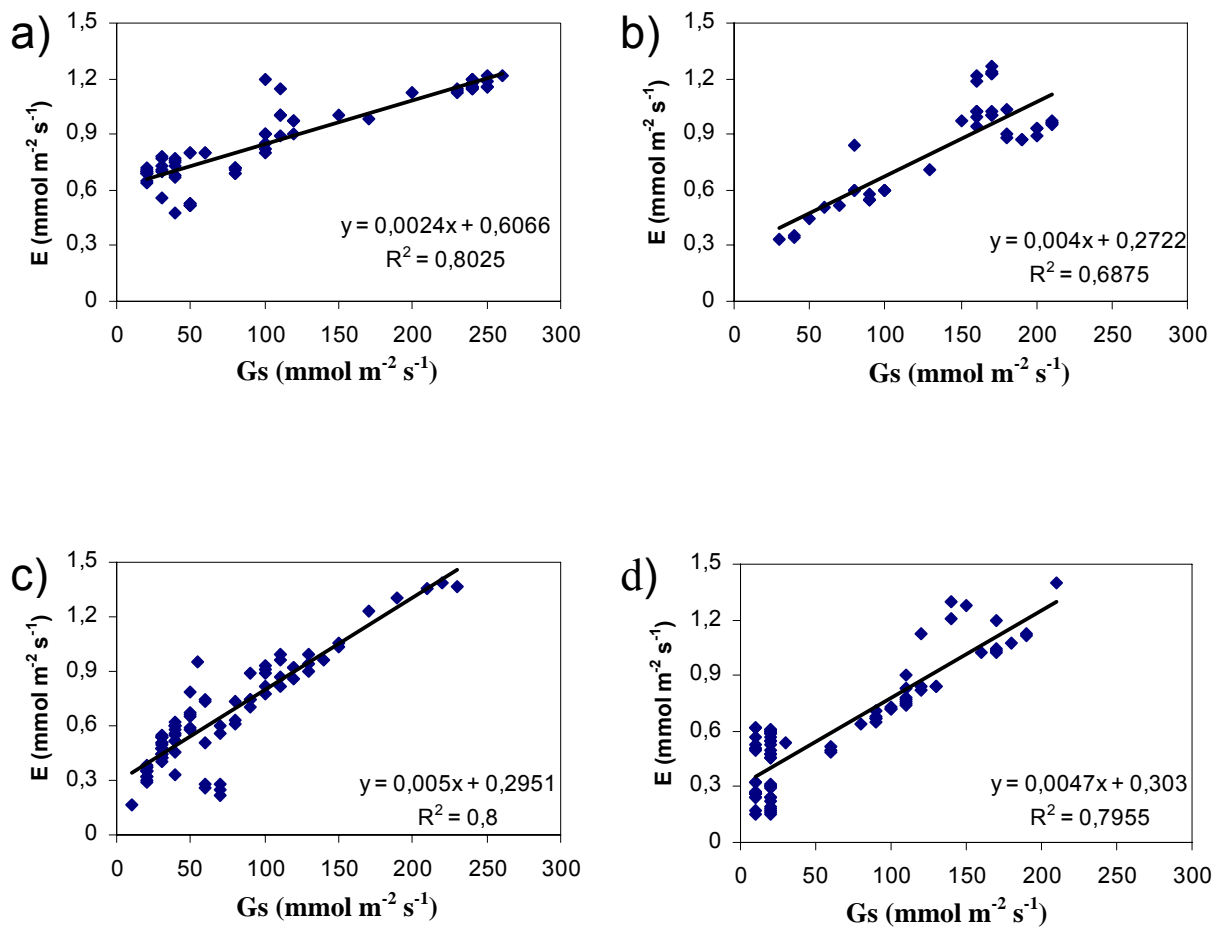 a)
1,5
1,2
0,9
0,6
0,3
0
E (mmol m-2 s-1)
y = 0,0024x + 0,6066
R2 = 0,8025
0 50 100 150 200 250 300
Gs (mmol m-2 s-1)
b)
1,5
1,2
0,9
0,6
0,3
0
E (mmol m-2 s-1)
y = 0,004x + 0,2722
R2 = 0,6875
0 50 100 150 200 250 300
Gs (mmol m-2 s-1)
c)
1,5
1,2
0,9
0,6
0,3
0
E (mmol m-2 s-1)
y = 0,005x + 0,2951
R2 = 0,8
0 50 100 150 200 250 300
Gs (mmol m-2 s-1)
d)
1,5
1,2
0,9
0,6
0,3
0
E (mmol m-2 s-1)
y = 0,0047x + 0,303
R2 = 0,7955
0 50 100 150 200 250 300
Gs (mmol m-2 s-1)